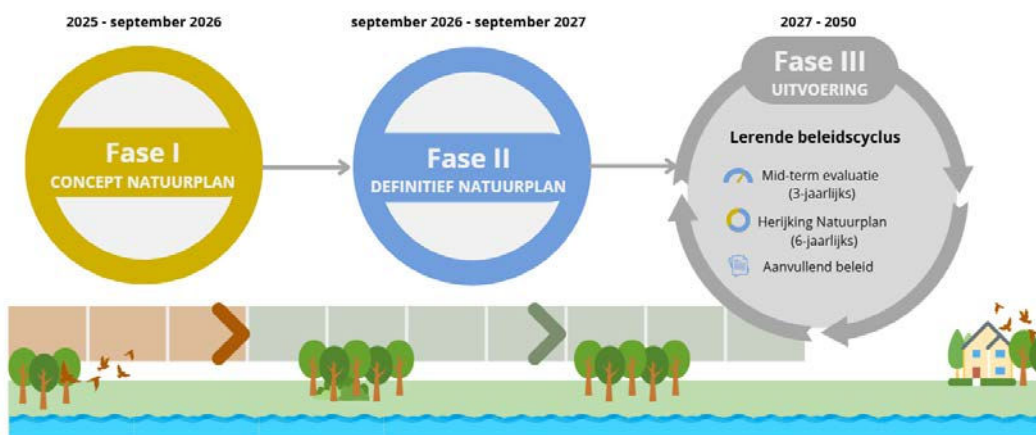 2025 - september 2026
Fase I
CONCEPT NATUURPLAN
september 2026 - september 2027
Fase II
DEFINITIEF NATUURPLAN
2027 - 2050
Fase III
UITVOERING
Lerende beleidscyclus
Mid-term evaluatie
(3-jaarlijks)
Herijking Natuurplan
(6-jaarlijks)
Aanvullend beleid